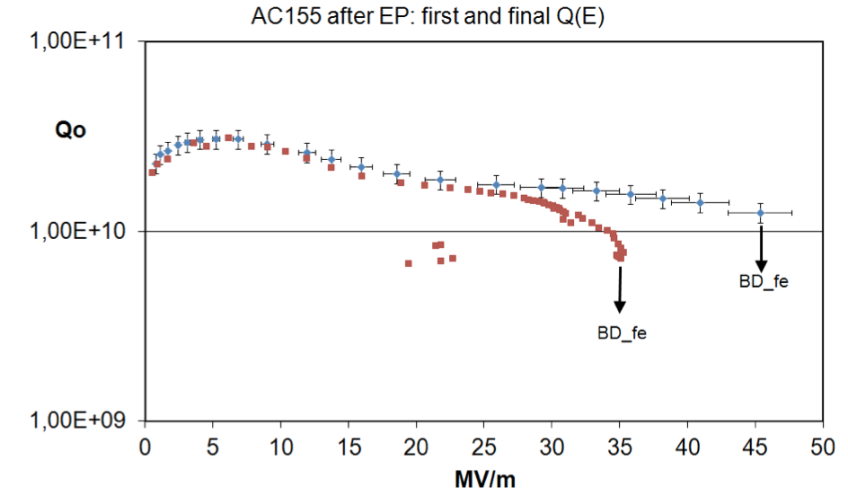 AC155 after EP: first and final Q(E)
1,00E+11
Qo
1,00E+10
BD_fe
BD_fe
1,00E+09
0 5 10 15 20 25 30 35 40 45 50
MV/m